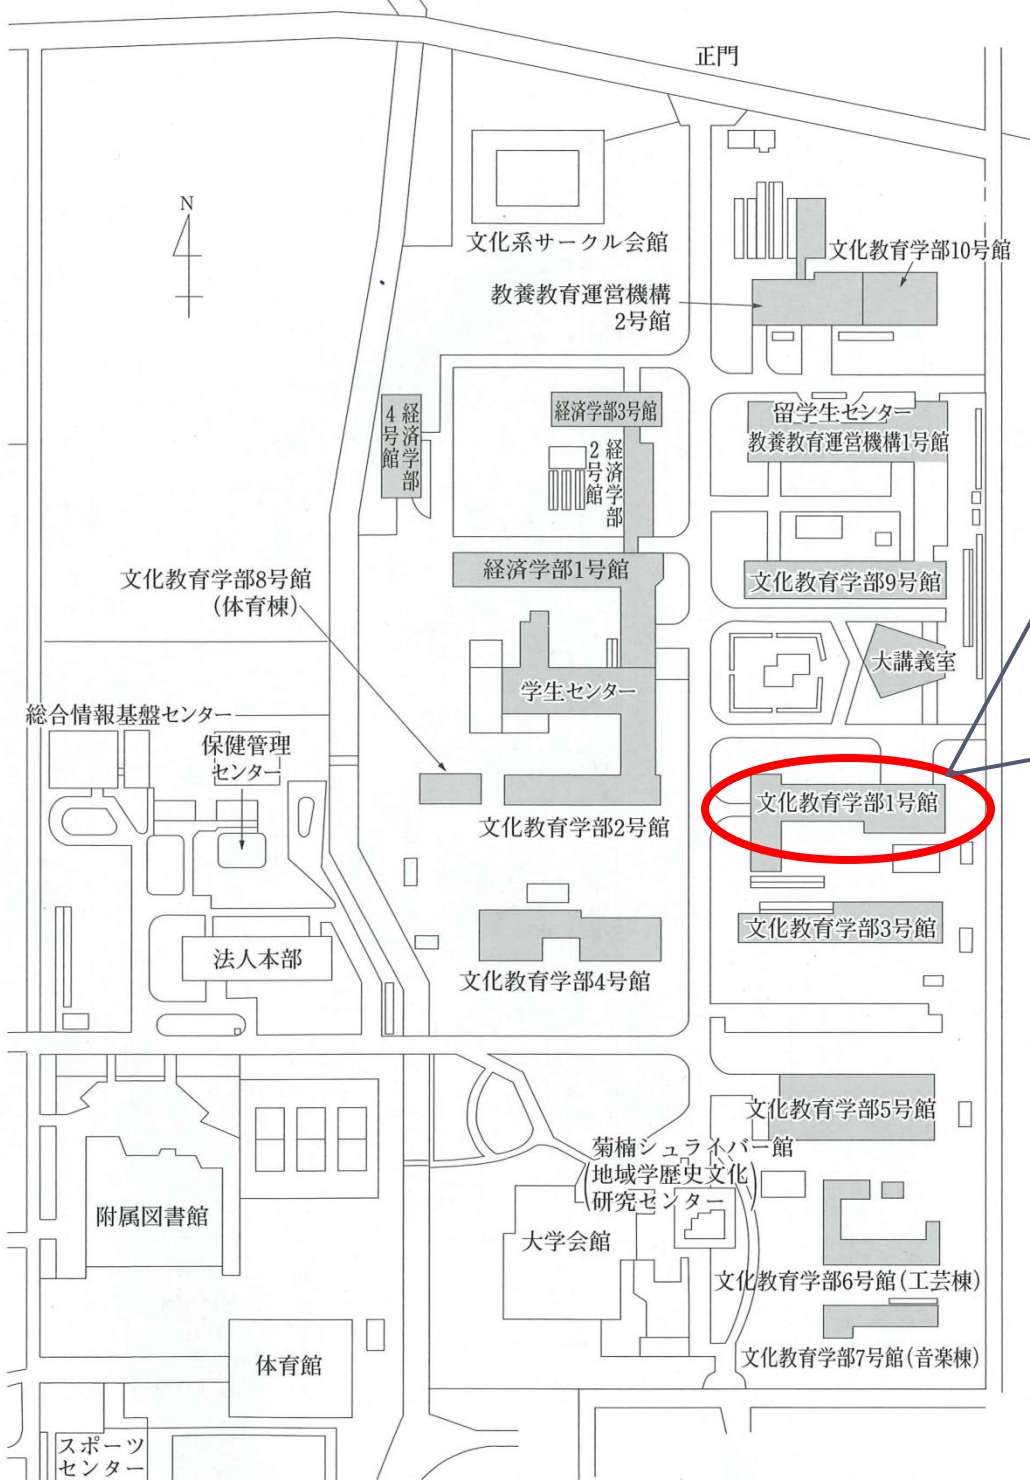 正門
N
文化系サークル会館
文化教育学部10号館
教養教育運営機構
2号館
経済学部
4号館
経済学部3号館
経済学部
2号館
留学生センター
教養教育運営機構1号館
経済学部1号館
文化教育学部9号館
文化教育学部8号館
(体育棟)
大講義室
学生センター
総合情報基盤センター
保健管理
センター
文化教育学部1号館
文化教育学部2号館
文化教育学部3号館
法人本部
文化教育学部4号館
文化教育学部5号館
菊楠シュライバー館
(地域学歴史文化
研究センター)
附属図書館
大学会館
文化教育学部6号館(工芸棟)
文化教育学部7号館(音楽棟)
体育館
スポーツ
センター